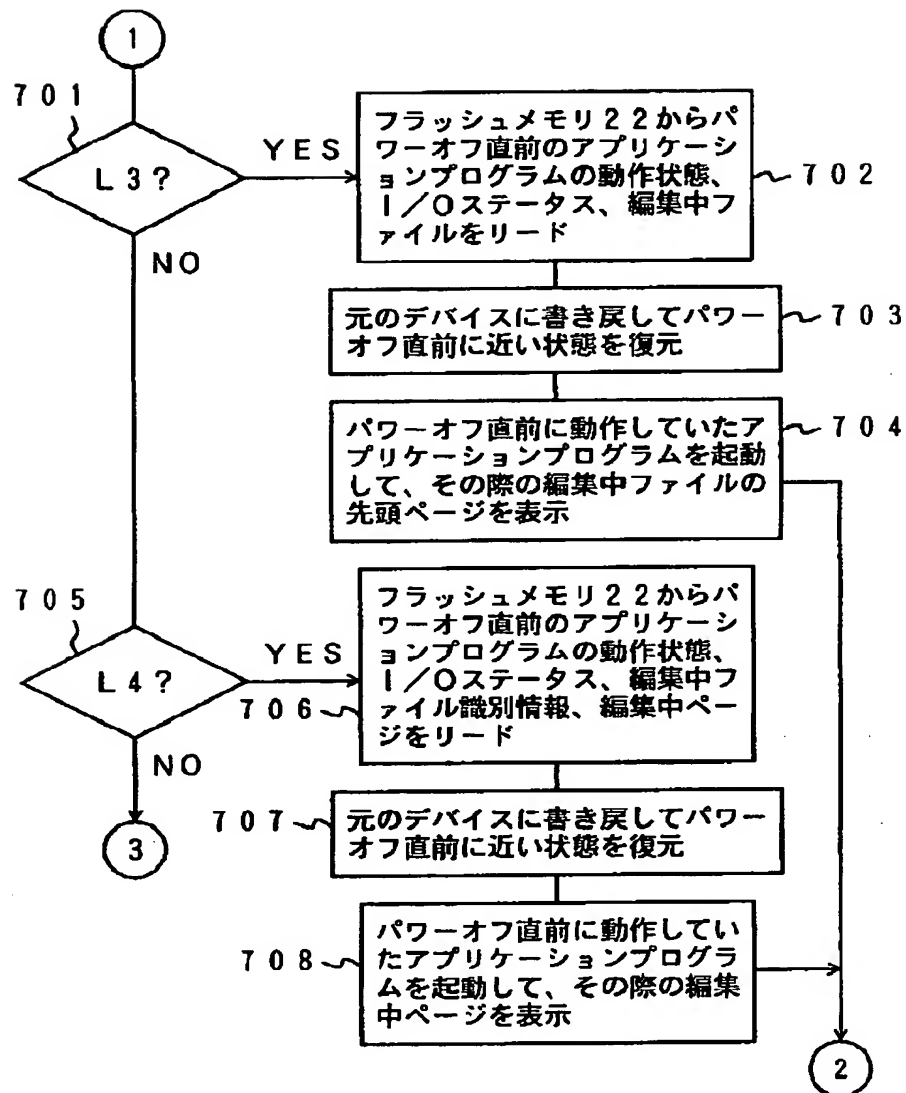 1
701
L3?
YES
NO
フラッシュメモリ22からパ
ワーオフ直前のアプリケーシ
ョンプログラムの動作状態、
I/Oステータス、編集中フ
ァイルをリード
702
元のデバイスに書き戻してパワー
オフ直前に近い状態を復元
703
パワーオフ直前に動作していたア
プリケーションプログラムを起動
して、その際の編集中ファイルの
先頭ページを表示
704
705
L4?
YES
NO
3
フラッシュメモリ22からパ
ワーオフ直前のアプリケーシ
ョンプログラムの動作状態、
I/Oステータス、編集中フ
ァイル識別情報、編集中ペー
ジをリード
706
707
元のデバイスに書き戻してパワー
オフ直前に近い状態を復元
708
パワーオフ直前に動作してい
たアプリケーションプログラ
ムを起動して、その際の編集
中ページを表示
2